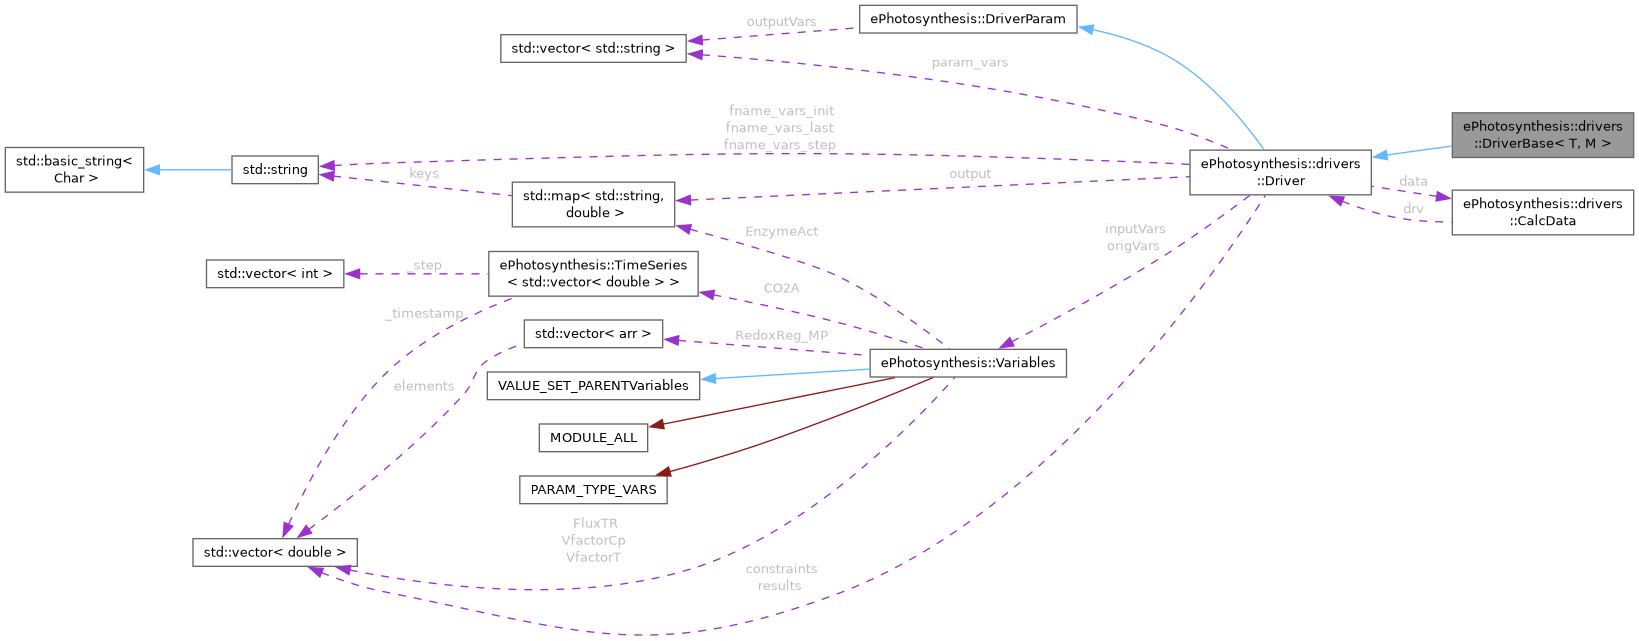 ePhotosynthesis::DriverParam
outputVars
std::vector< std::string >
param_vars
fname_vars_init
fname_vars_last
fname_vars_step
ePhotosynthesis::drivers
::DriverBase< T, M >
std::basic_string<
Char >
std::string
keys
std::map< std::string,
double >
output
ePhotosynthesis::drivers
::Driver
data
drv
ePhotosynthesis::drivers
::CalcData
EnzymeAct
inputVars
origVars
std::vector< int >
_step
ePhotosynthesis::TimeSeries
< std::vector< double > >
CO2A
_timestamp
std::vector< arr >
RedoxReg_MP
ePhotosynthesis::Variables
elements
VALUE_SET_PARENTVariables
MODULE_ALL
PARAM_TYPE_VARS
FluxTR
VfactorCp
VfactorT
std::vector< double >
constraints
results